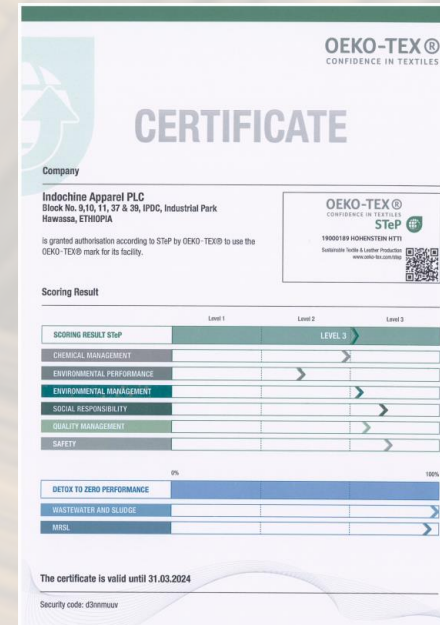 OEKO-TEX®
CONFIDENCE IN TEXTILES
CERTIFICATE
Company
Indochine Apparel PLC
Block No. 9,10, 11, 37 & 39, IPDC, Industrial Park
Hawassa, ETHIOPIA
is granted authorisation according to STeP by OEKO-TEX® to use the
OEKO-TEX® mark for its facility.
OEKO-TEX®
CONFIDENCE IN TEXTILES
STeP
19000189 HOHENSTEIN HTTI
Sustainable Textile & Leather Production
www.oeko-tex.com/step
Scoring Result
Level 1 Level 2 Level 3
SCORING RESULT STeP LEVEL 3
CHEMICAL MANAGEMENT
ENVIRONMENTAL PERFORMANCE
ENVIRONMENTAL MANAGEMENT
SOCIAL RESPONSIBILITY
QUALITY MANAGEMENT
SAFETY
0% 100%
DETOX TO ZERO PERFORMANCE
WASTEWATER AND SLUDGE
MRSL
The certificate is valid until 31.03.2024
Security code: d3nnmuuv